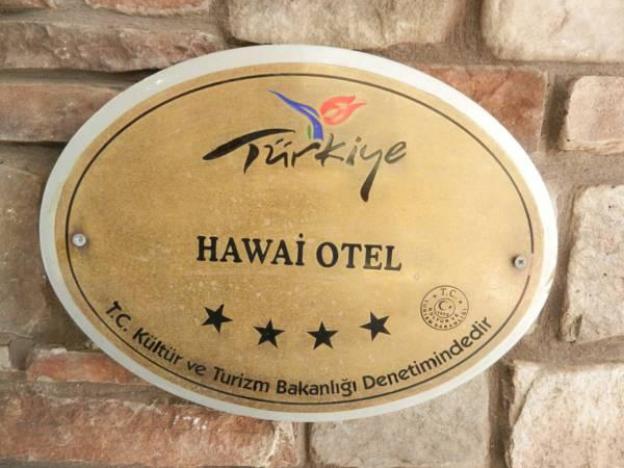 Türkiye
HAWAİ OTEL
T.C.
T.C. Kültür ve Turizm Bakanlığı Denetimindedir